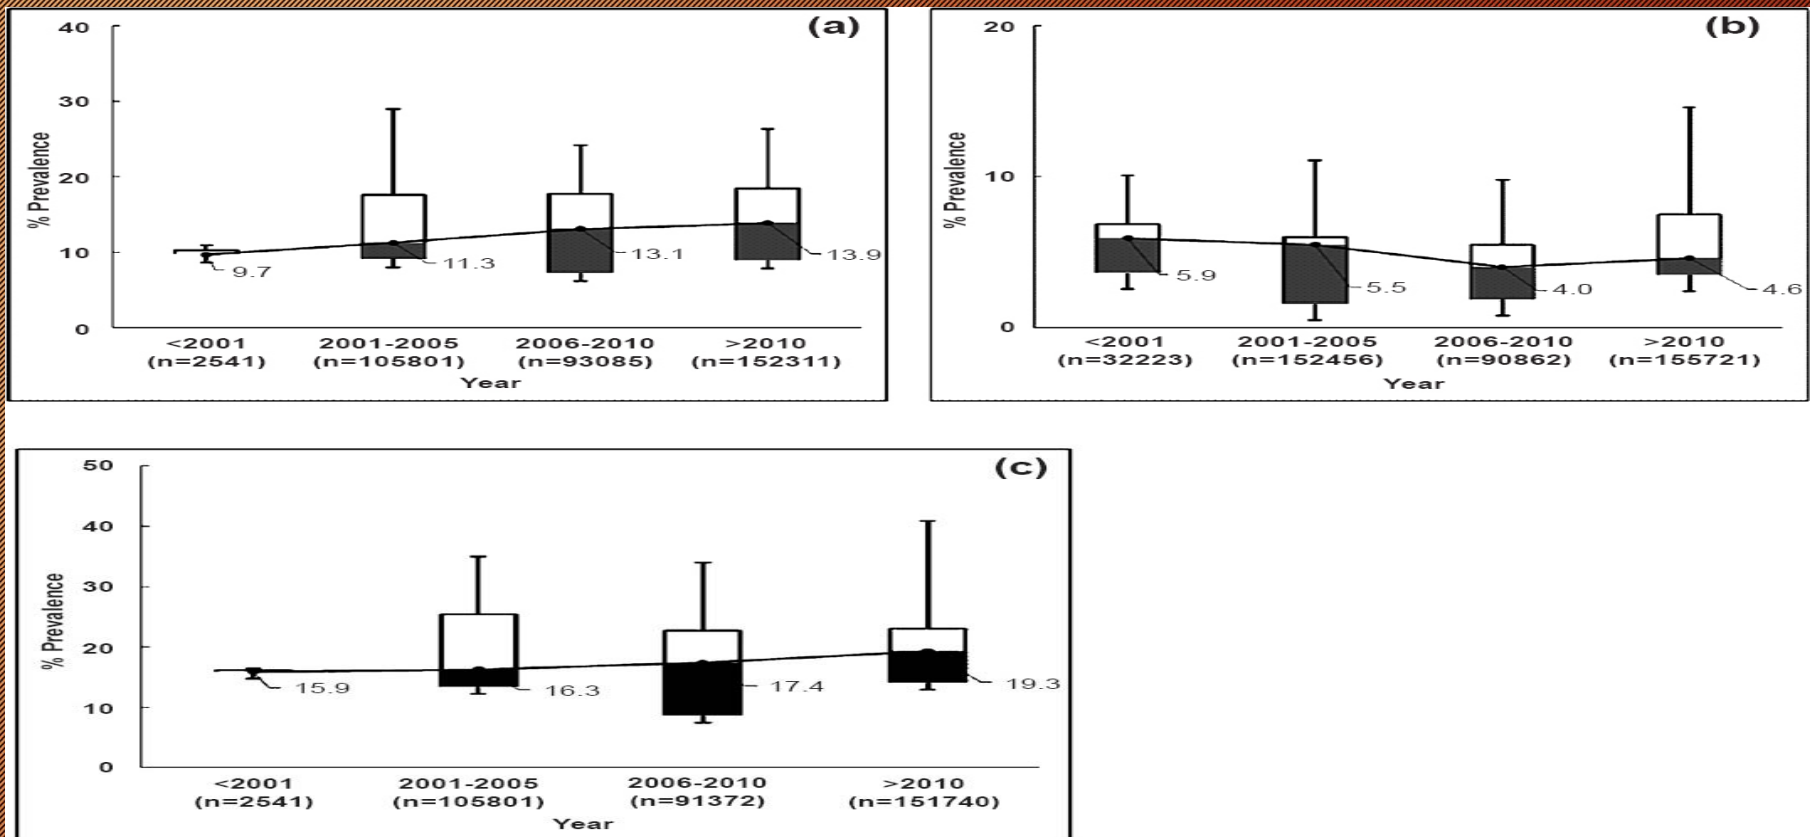 (a)
40
30
20
10
0
% Prevalence
9.7
11.3
13.1
13.9
<2001 2001-2005 2006-2010 >2010
(n=2541) (n=105801) (n=93085) (n=152311)
Year
(b)
20
10
0
% Prevalence
5.9
5.5
4.0
4.6
<2001 2001-2005 2006-2010 >2010
(n=32223) (n=152456) (n=90862) (n=155721)
Year
(c)
50
40
30
20
10
0
% Prevalence
15.9
16.3
17.4
19.3
<2001 2001-2005 2006-2010 >2010
(n=2541) (n=105801) (n=91372) (n=151740)
Year